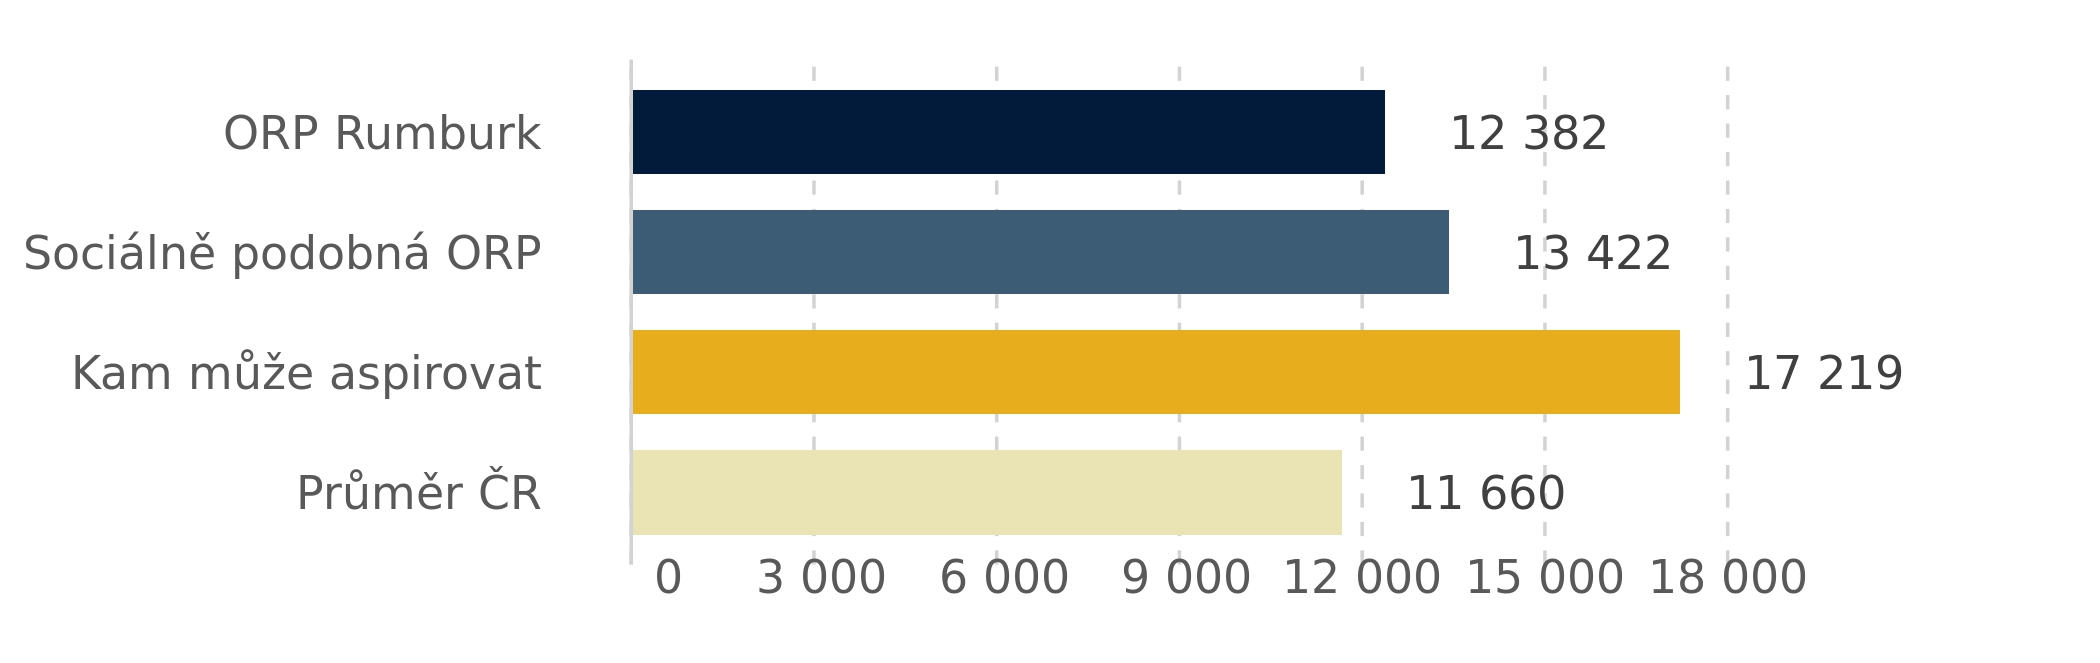 ORP Rumburk 12 382
Sociálně podobná ORP 13 422
Kam může aspirovat 17 219
Průměr ČR 11 660
0 3 000 6 000 9 000 12 000 15 000 18 000